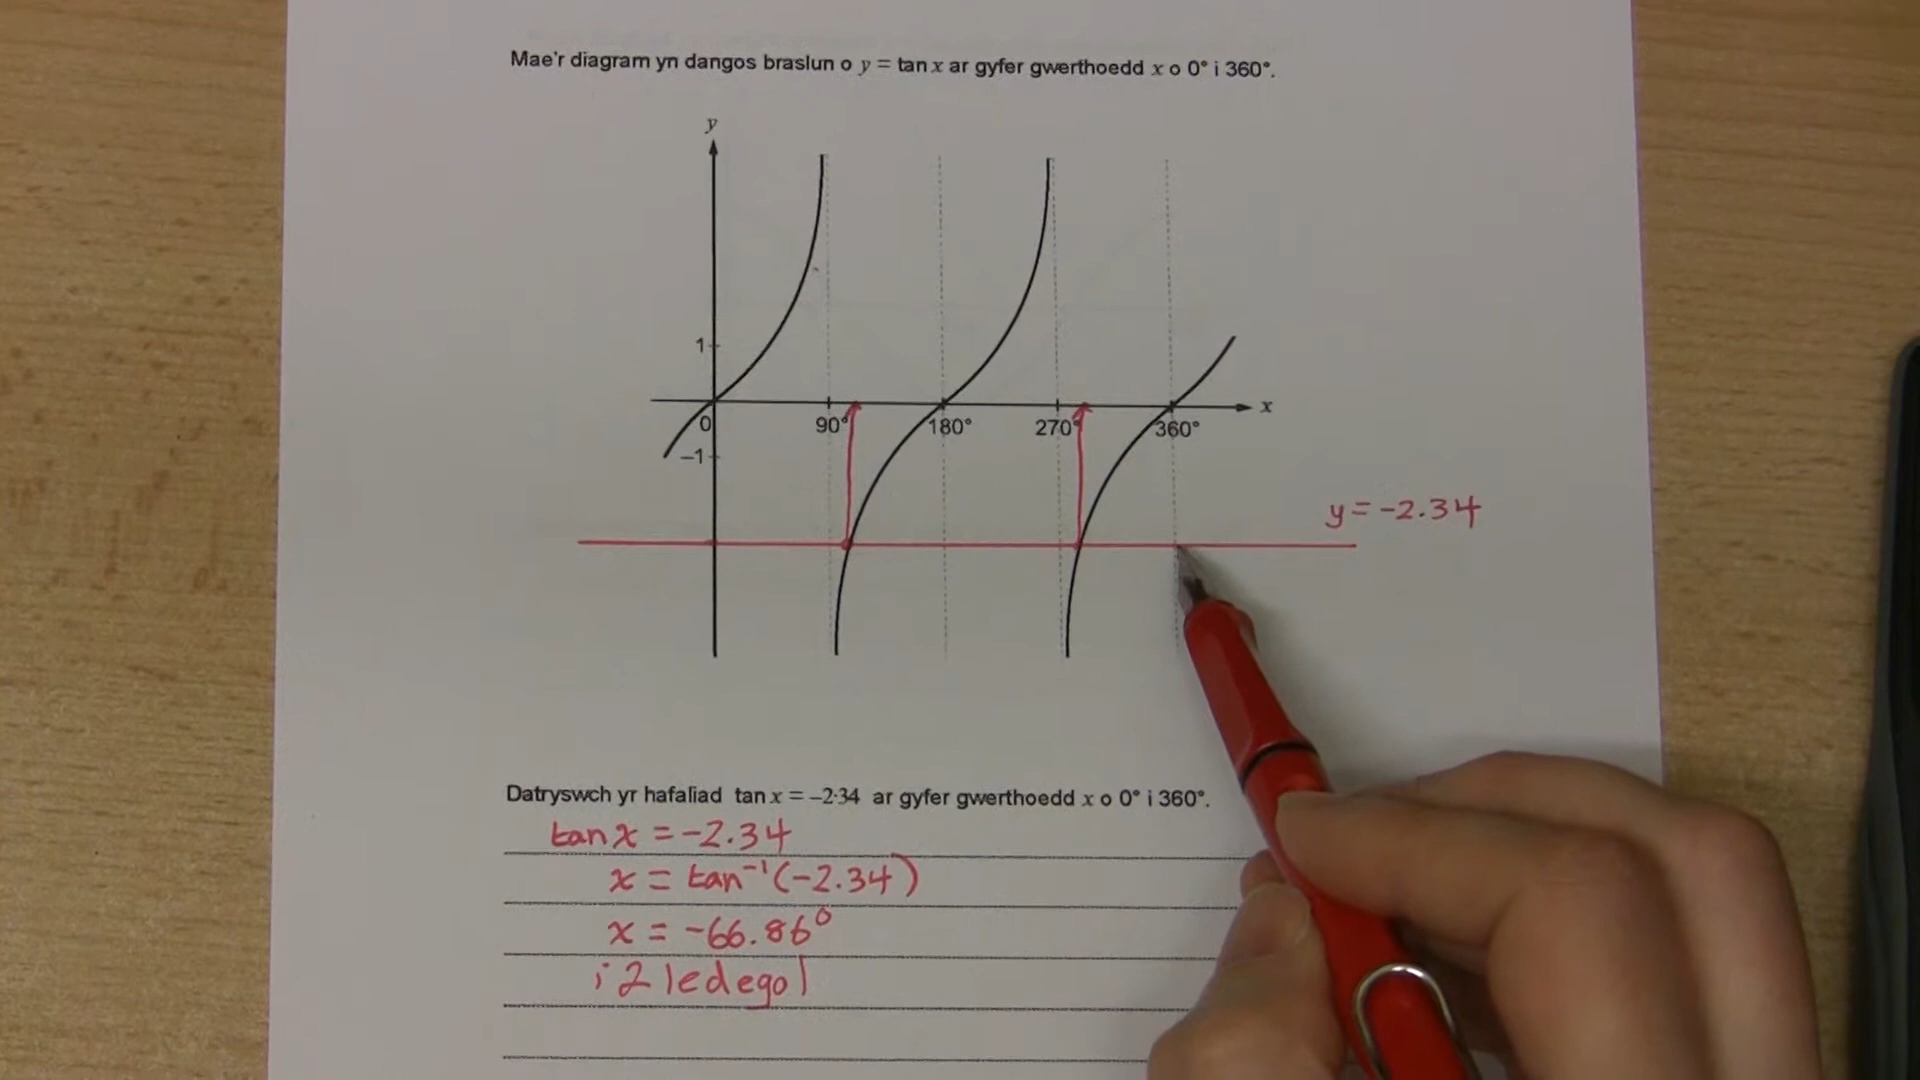 Mae'r diagram yn dangos braslun o y = tan x ar gyfer gwerthoedd x o 0° i 360°.
y
1
x
0
90°
180°
270°
360°
–1
y = -2.34
Datryswch yr hafaliad tan x = –2·34 ar gyfer gwerthoedd x o 0° i 360°.
tan x = -2.34
x = tan⁻¹(-2.34)
x = -66.86°
i 2 le degol